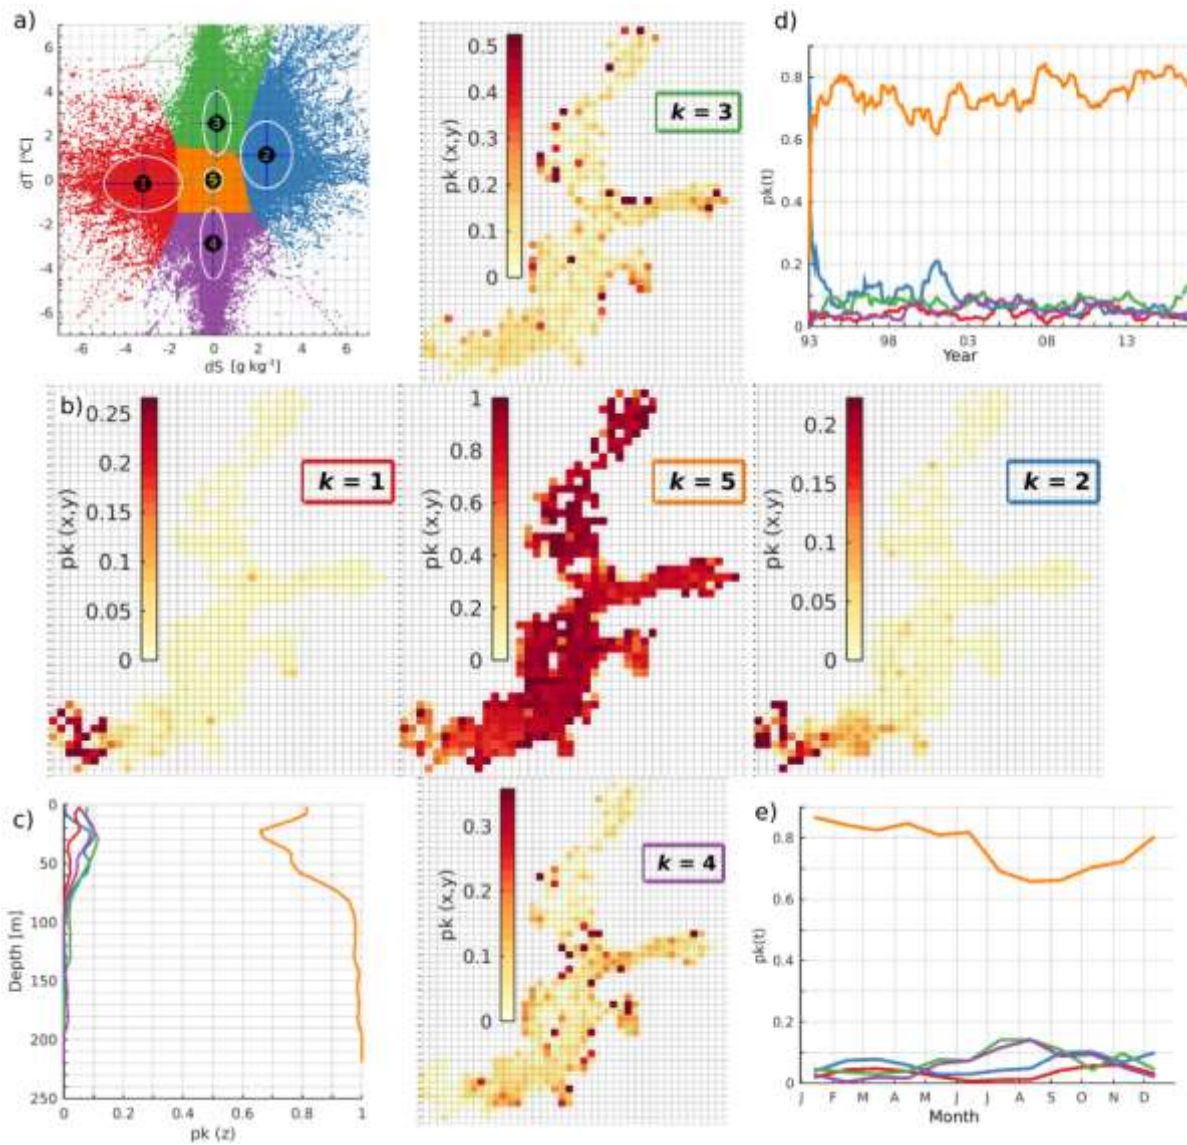 a)
6
4
2
0
-2
-4
-6
dT [°C]
-6 -4 -2 0 2 4 6
dS [g kg⁻¹]
1
2
3
4
5
0.5
0.4
0.3
0.2
0.1
0
pk (x,y)
k = 3
d)
0.8
0.6
0.4
0.2
0
pk(t)
93 98 03 08 13
Year
b)
0.25
0.2
0.15
0.1
0.05
0
pk (x,y)
k = 1
1
0.8
0.6
0.4
0.2
0
pk (x,y)
k = 5
0.2
0.15
0.1
0.05
0
pk (x,y)
k = 2
c)
0
50
100
150
200
250
Depth [m]
0 0.2 0.4 0.6 0.8 1
pk (z)
0.3
0.2
0.1
0
pk (x,y)
k = 4
e)
0.8
0.6
0.4
0.2
0
pk(t)
J F M A M J J A S O N D
Month